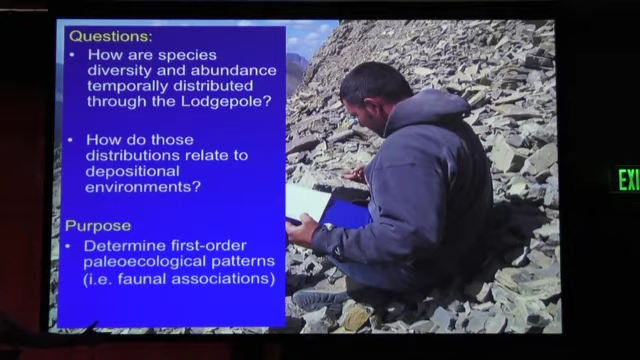 Questions:
• How are species
diversity and abundance
temporally distributed
through the Lodgepole?
• How do those
distributions relate to
depositional
environments?
Purpose
• Determine first-order
paleoecological patterns
(i.e. faunal associations)
EXI